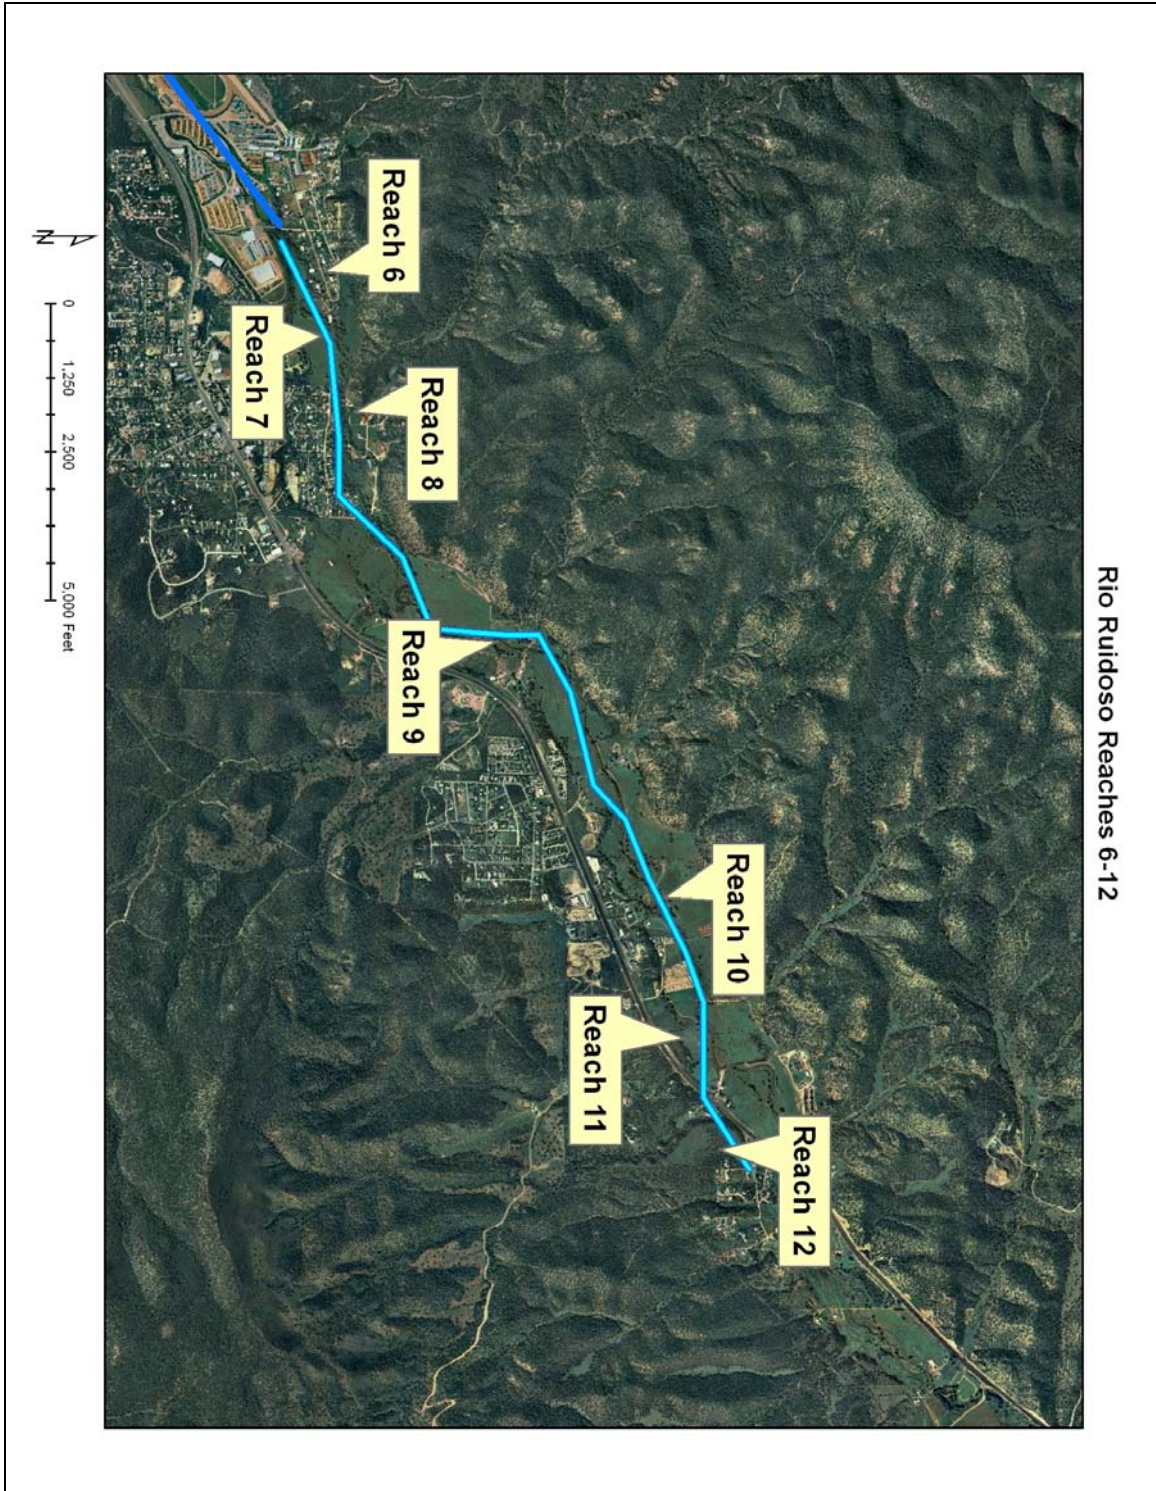 Rio Ruidoso Reaches 6-12
Reach 6
Reach 7
Reach 8
Reach 9
Reach 10
Reach 11
Reach 12
N
0 1,250 2,500 5,000 Feet